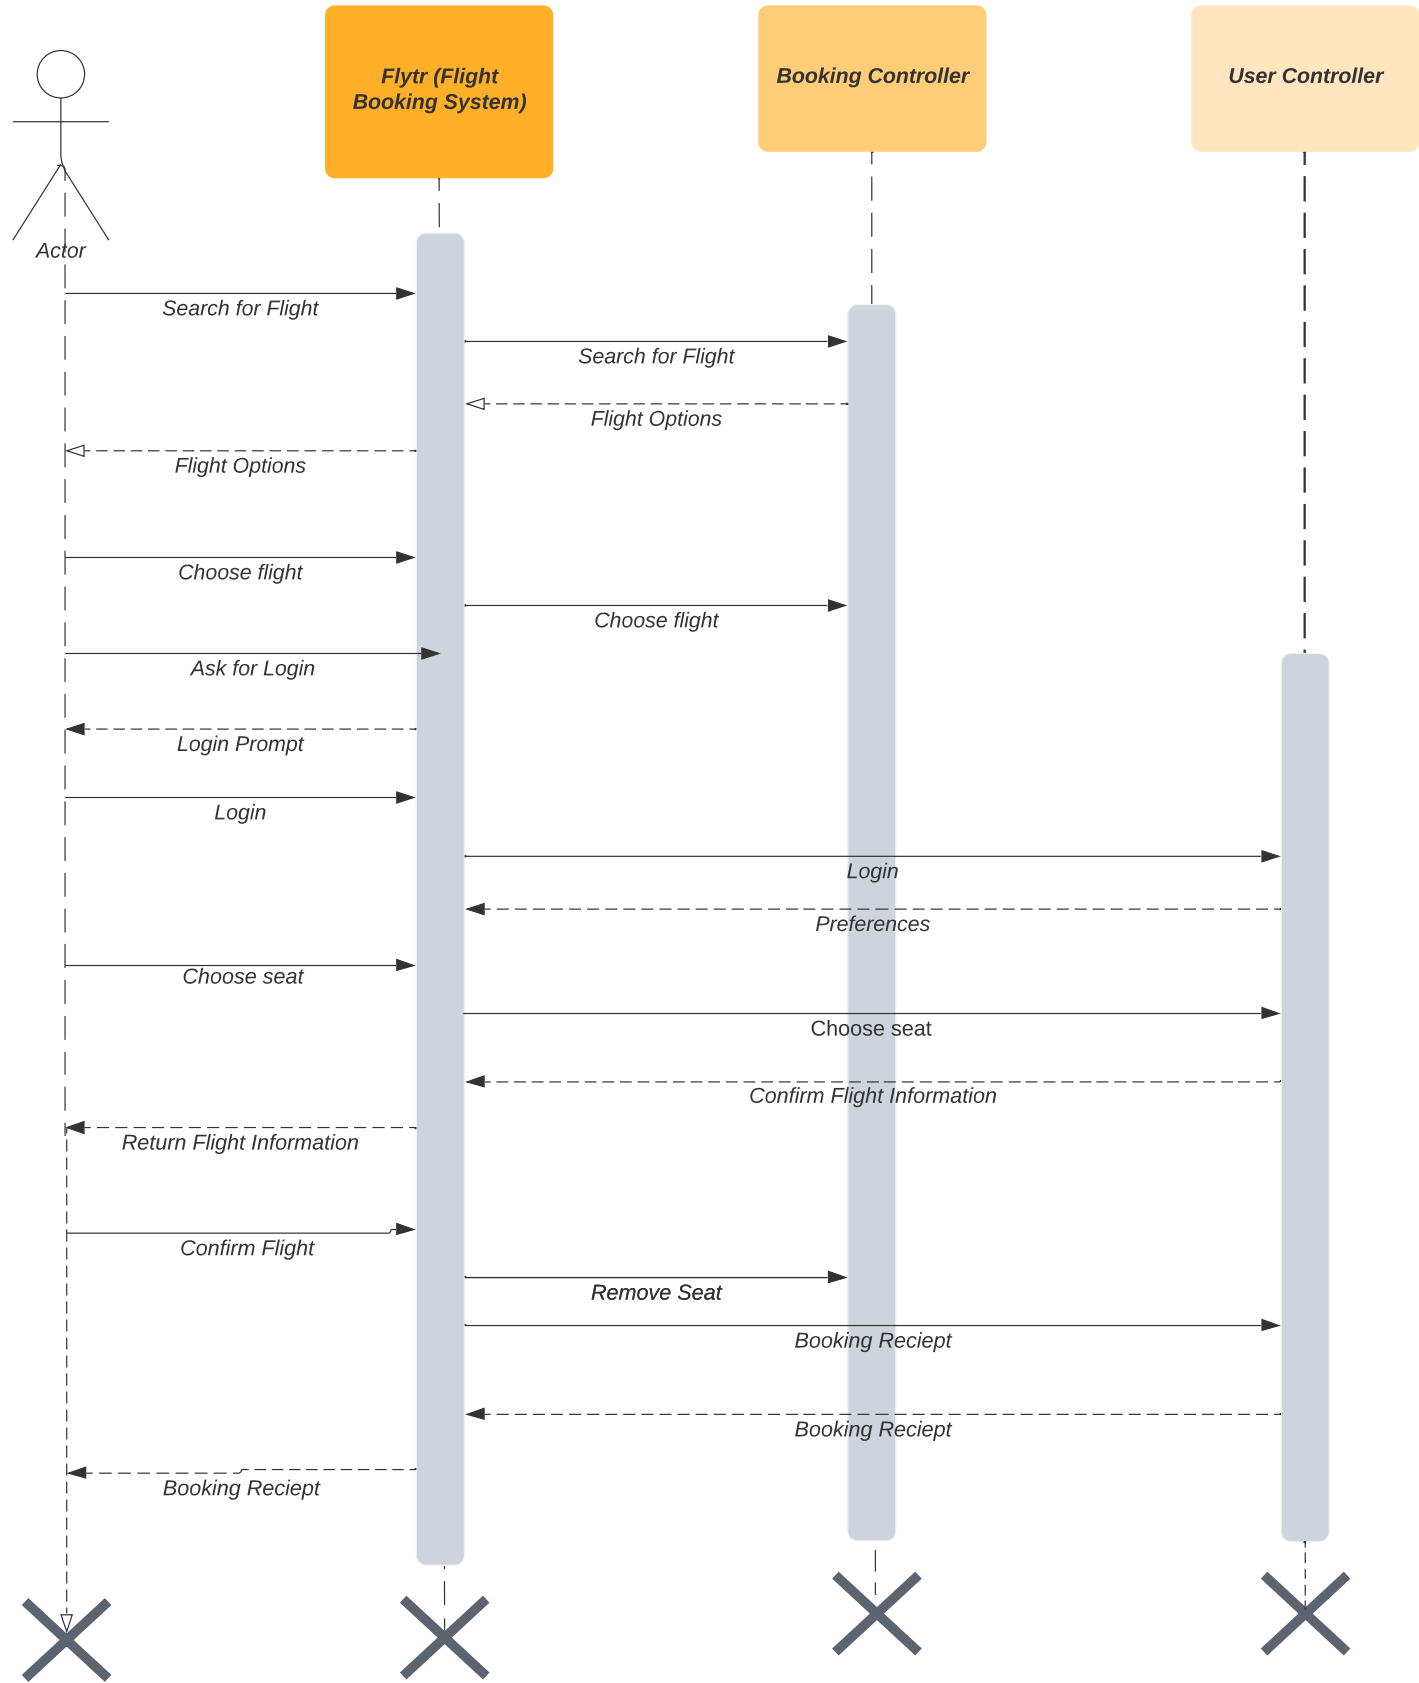 Flytr (Flight
Booking System)
Booking Controller
User Controller
Actor
Search for Flight
Search for Flight
Flight Options
Flight Options
Choose flight
Choose flight
Ask for Login
Login Prompt
Login
Login
Preferences
Choose seat
Choose seat
Confirm Flight Information
Return Flight Information
Confirm Flight
Remove Seat
Booking Reciept
Booking Reciept
Booking Reciept